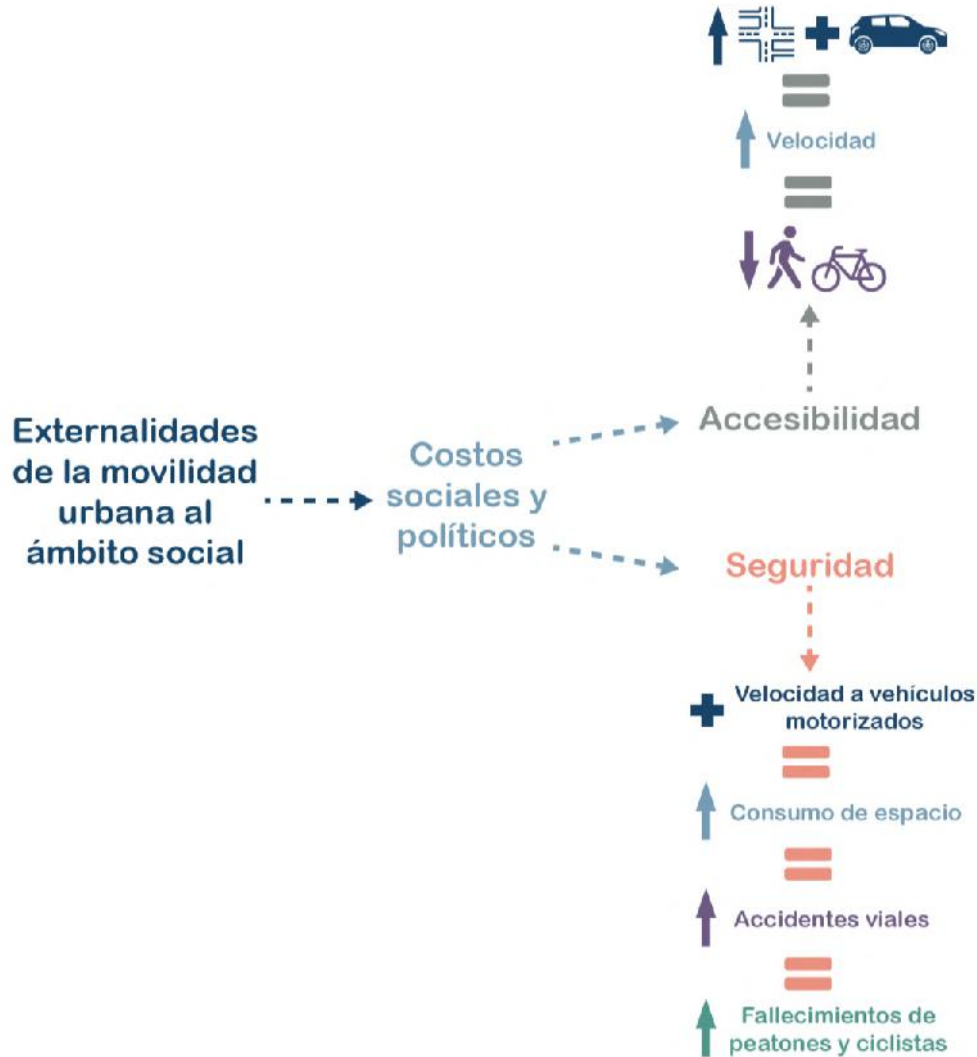 Velocidad
Accesibilidad
Externalidades
de la movilidad
urbana al
ámbito social
Costos
sociales y
políticos
Seguridad
Velocidad a vehículos
motorizados
Consumo de espacio
Accidentes viales
Fallecimientos de
peatones y ciclistas